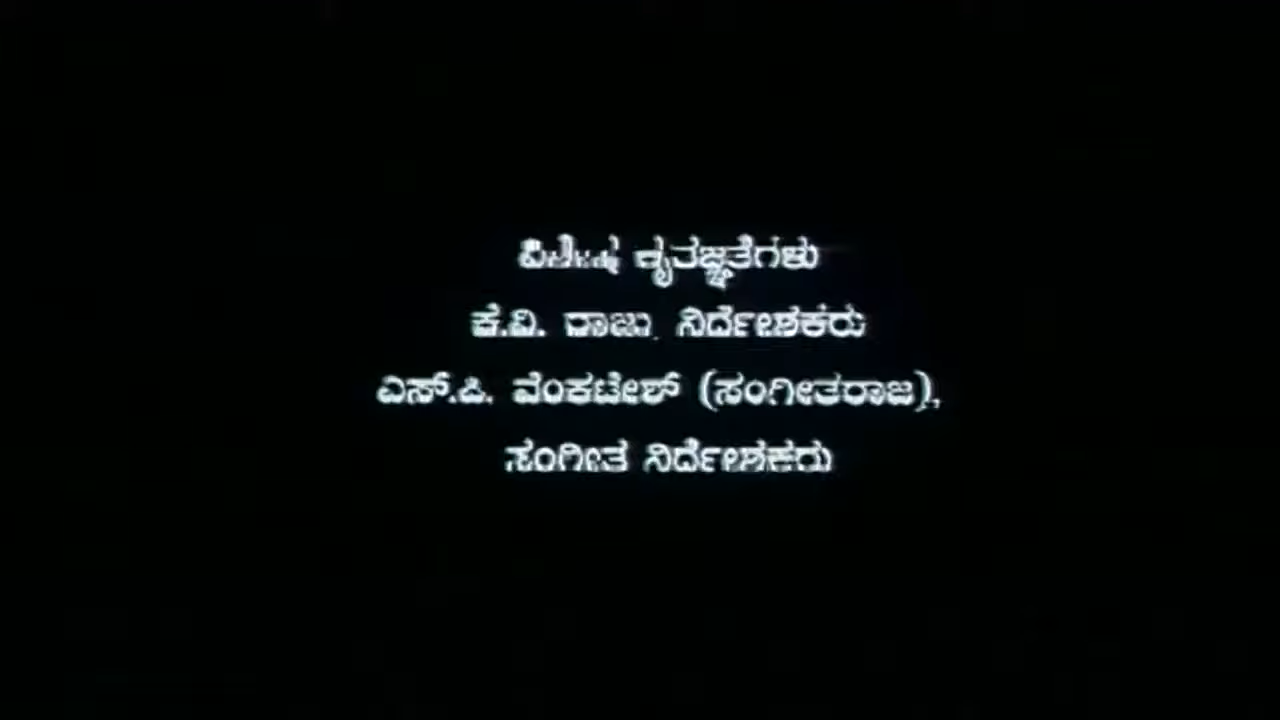 ವಿಶೇಷ ಕೃತಜ್ಞತೆಗಳು
ಕೆ.ವಿ. ರಾಜು, ನಿರ್ದೇಶಕರು
ಎಸ್.ಪಿ. ವೆಂಕಟೇಶ್ (ಸಂಗೀತರಾಜ),
ಸಂಗೀತ ನಿರ್ದೇಶಕರು